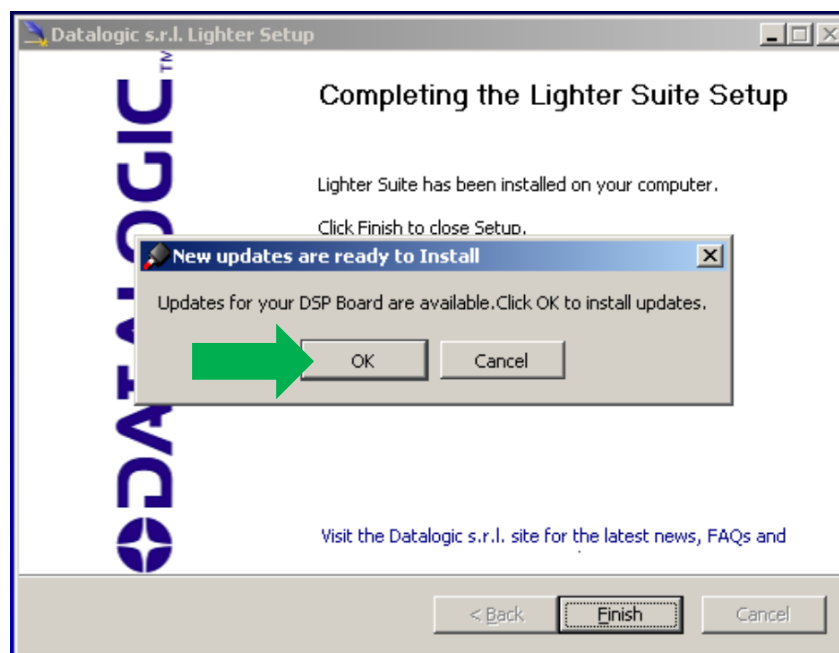 Datalogic s.r.l. Lighter Setup
DATALOGIC™
Completing the Lighter Suite Setup
Lighter Suite has been installed on your computer.
Click Finish to close Setup.
New updates are ready to Install
Updates for your DSP Board are available.Click OK to install updates.
OK
Cancel
Visit the Datalogic s.r.l. site for the latest news, FAQs and
< Back
Finish
Cancel